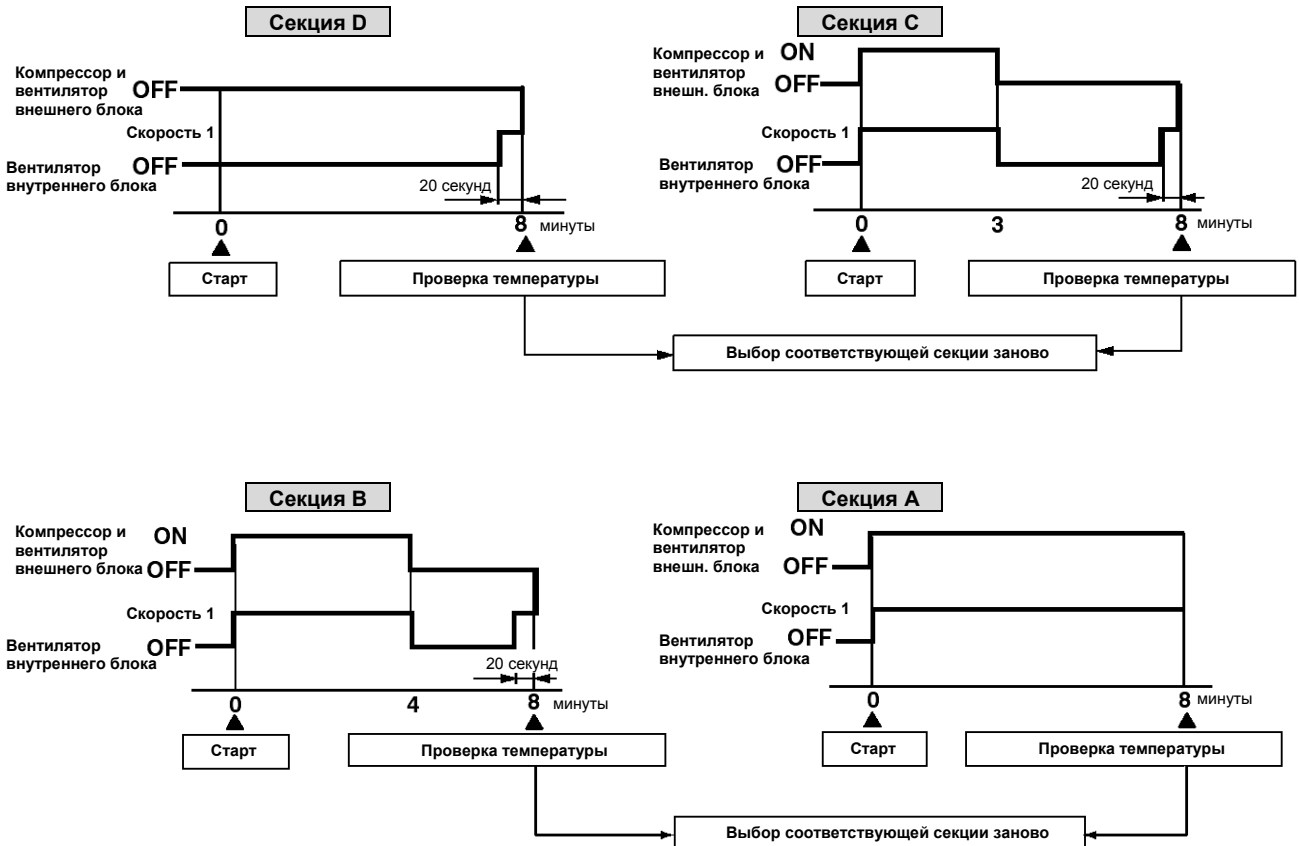 Секция D
Компрессор и
вентилятор
внешнего блока
OFF
Скорость 1
Вентилятор
внутреннего блока
OFF
20 секунд
0
8
минуты
Старт
Проверка температуры
Секция C
Компрессор и
вентилятор
внешн. блока
ON
OFF
Скорость 1
Вентилятор
внутреннего блока
OFF
20 секунд
0
3
8
минуты
Старт
Проверка температуры
Выбор соответствующей секции заново
Секция B
Компрессор и
вентилятор
внешнего блока
ON
OFF
Скорость 1
Вентилятор
внутреннего блока
OFF
20 секунд
0
4
8
минуты
Старт
Проверка температуры
Секция A
Компрессор и
вентилятор
внешн. блока
ON
OFF
Скорость 1
Вентилятор
внутреннего блока
OFF
0
8
минуты
Старт
Проверка температуры
Выбор соответствующей секции заново